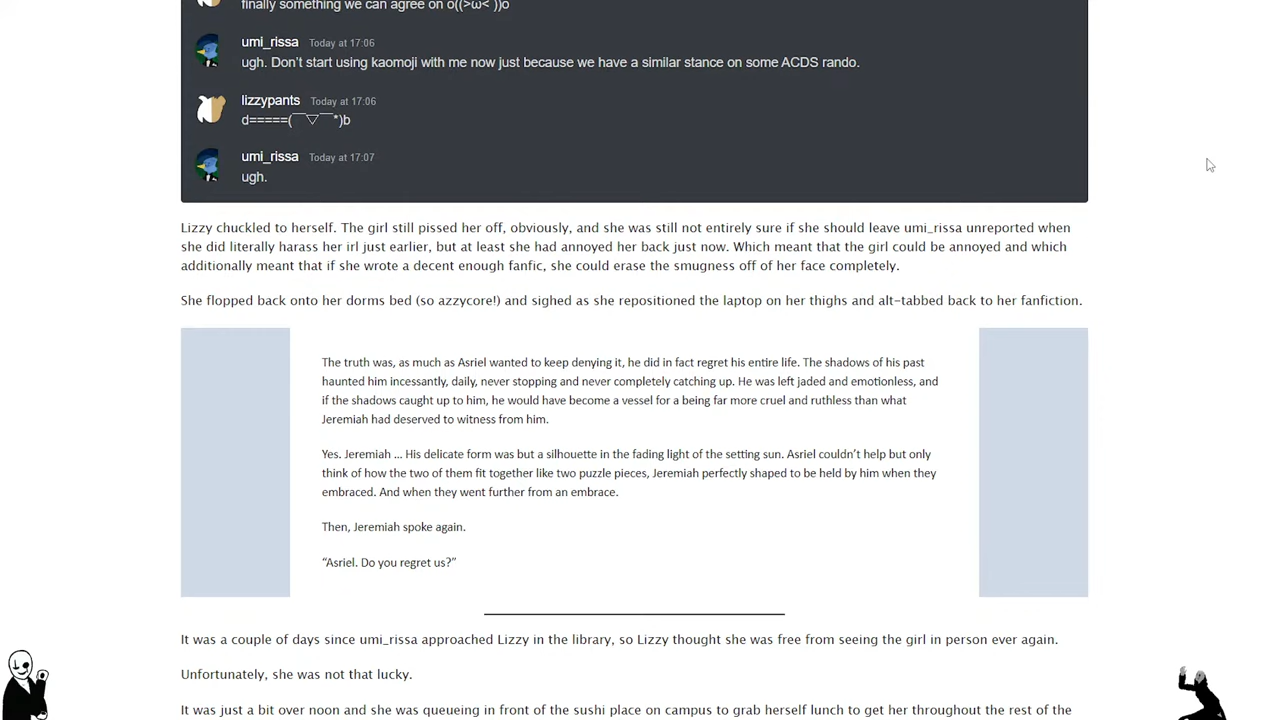 finally something we can agree on o((>ω< ))o
umi_rissa Today at 17:06
ugh. Don't start using kaomoji with me now just because we have a similar stance on some ACDS rando.
lizzypants Today at 17:06
d=====(￣▽￣*)b
umi_rissa Today at 17:07
ugh.
Lizzy chuckled to herself. The girl still pissed her off, obviously, and she was still not entirely sure if she should leave umi_rissa unreported when
she did literally harass her irl just earlier, but at least she had annoyed her back just now. Which meant that the girl could be annoyed and which
additionally meant that if she wrote a decent enough fanfic, she could erase the smugness off of her face completely.
She flopped back onto her dorms bed (so azzycore!) and sighed as she repositioned the laptop on her thighs and alt-tabbed back to her fanfiction.
The truth was, as much as Asriel wanted to keep denying it, he did in fact regret his entire life. The shadows of his past
haunted him incessantly, daily, never stopping and never completely catching up. He was left jaded and emotionless, and
if the shadows caught up to him, he would have become a vessel for a being far more cruel and ruthless than what
Jeremiah had deserved to witness from him.
Yes. Jeremiah ... His delicate form was but a silhouette in the fading light of the setting sun. Asriel couldn't help but only
think of how the two of them fit together like two puzzle pieces, Jeremiah perfectly shaped to be held by him when they
embraced. And when they went further from an embrace.
Then, Jeremiah spoke again.
“Asriel. Do you regret us?”
It was a couple of days since umi_rissa approached Lizzy in the library, so Lizzy thought she was free from seeing the girl in person ever again.
Unfortunately, she was not that lucky.
It was just a bit over noon and she was queueing in front of the sushi place on campus to grab herself lunch to get her throughout the rest of the